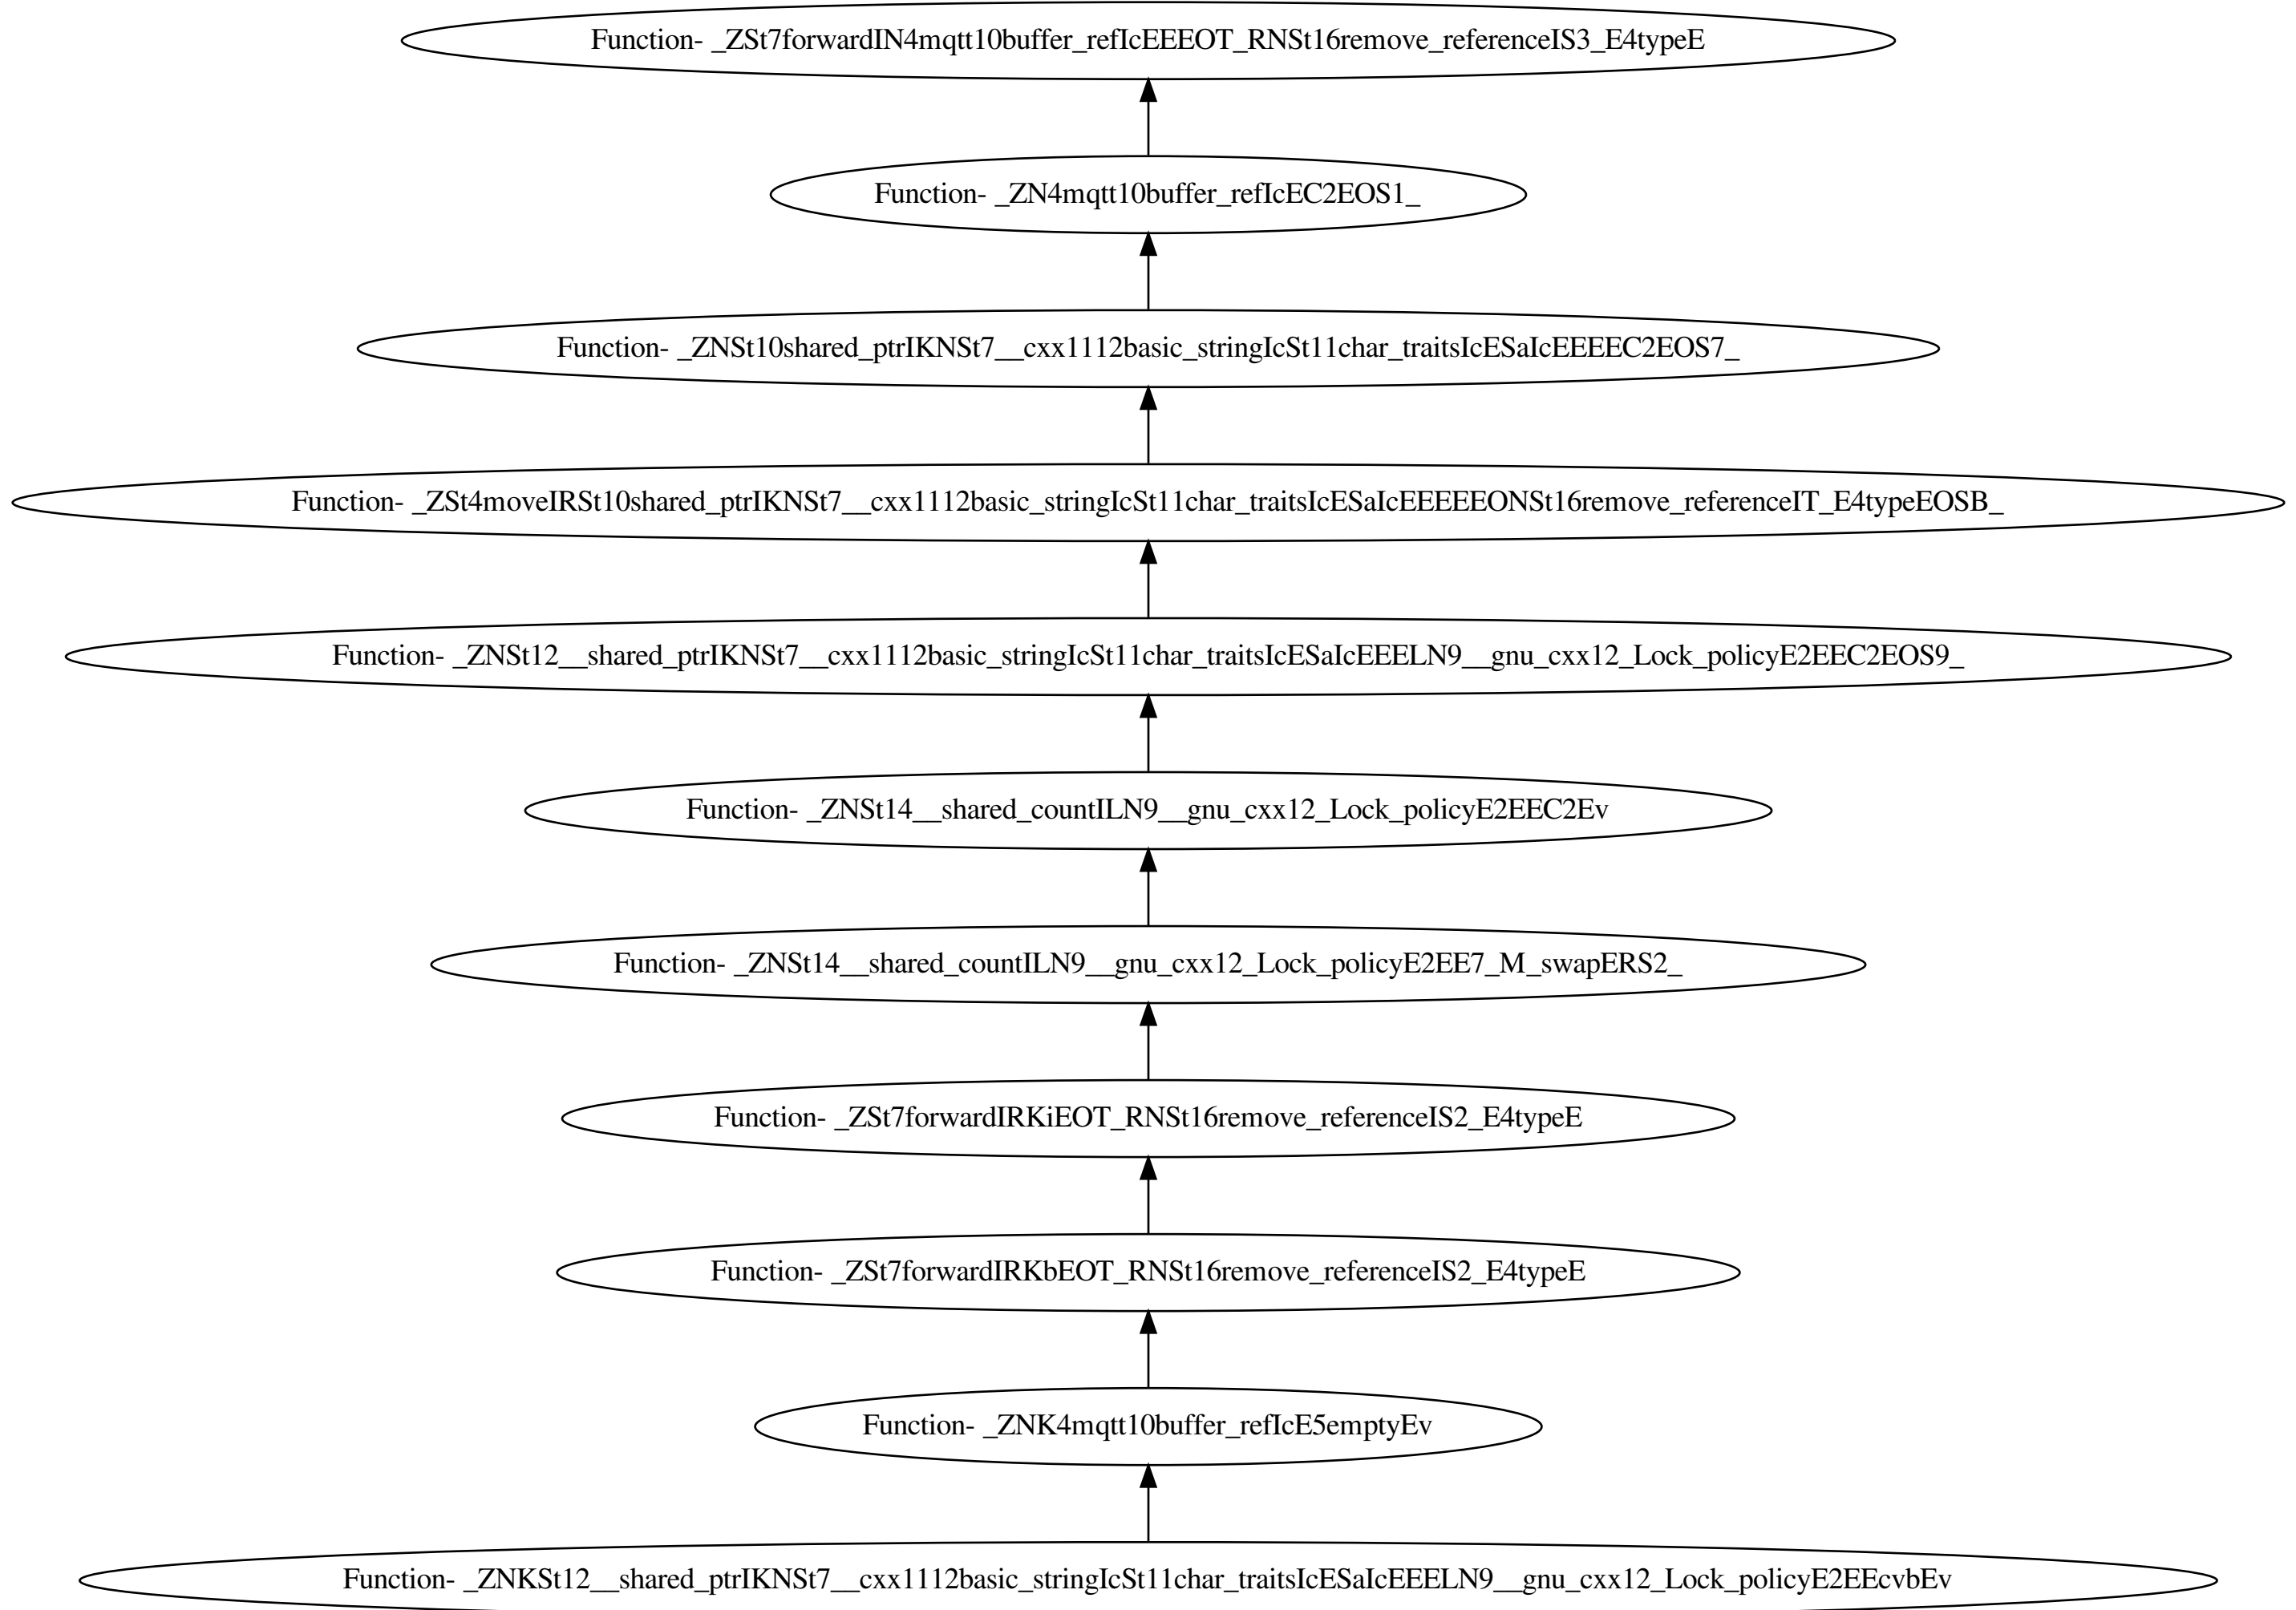 Function- _ZSt7forwardIN4mqtt10buffer_refIcEEEOT_RNSt16remove_referenceIS3_E4typeE
Function- _ZN4mqtt10buffer_refIcEC2EOS1_
Function- _ZNSt10shared_ptrIKNSt7__cxx1112basic_stringIcSt11char_traitsIcESaIcEEEEC2EOS7_
Function- _ZSt4moveIRSt10shared_ptrIKNSt7__cxx1112basic_stringIcSt11char_traitsIcESaIcEEEEEONSt16remove_referenceIT_E4typeEOSB_
Function- _ZNSt12__shared_ptrIKNSt7__cxx1112basic_stringIcSt11char_traitsIcESaIcEEELN9__gnu_cxx12_Lock_policyE2EEC2EOS9_
Function- _ZNSt14__shared_countILN9__gnu_cxx12_Lock_policyE2EEC2Ev
Function- _ZNSt14__shared_countILN9__gnu_cxx12_Lock_policyE2EE7_M_swapERS2_
Function- _ZSt7forwardIRKiEOT_RNSt16remove_referenceIS2_E4typeE
Function- _ZSt7forwardIRKbEOT_RNSt16remove_referenceIS2_E4typeE
Function- _ZNK4mqtt10buffer_refIcE5emptyEv
Function- _ZNKSt12__shared_ptrIKNSt7__cxx1112basic_stringIcSt11char_traitsIcESaIcEEELN9__gnu_cxx12_Lock_policyE2EEcvbEv